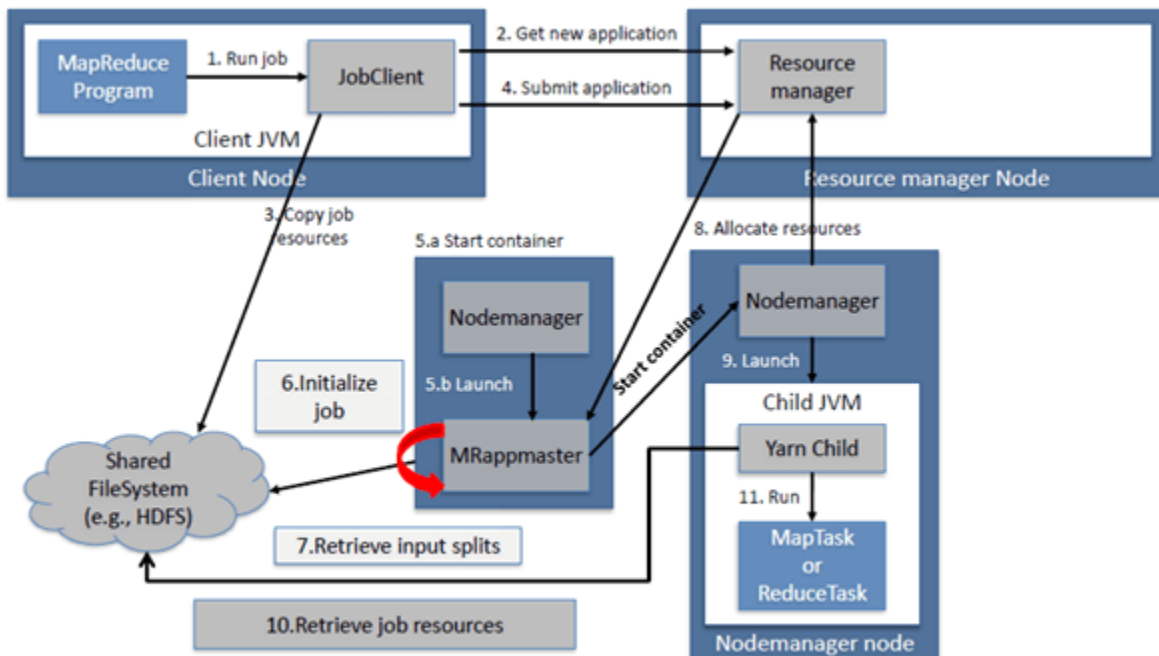 MapReduce
Program
1. Run job
JobClient
Client JVM
Client Node
2. Get new application
4. Submit application
Resource
manager
Resource manager Node
3. Copy job
resources
5.a Start container
Nodemanager
5.b Launch
MRappmaster
6.Initialize
job
Shared
FileSystem
(e.g., HDFS)
7.Retrieve input splits
10.Retrieve job resources
Start container
8. Allocate resources
Nodemanager
9. Launch
Child JVM
Yarn Child
11. Run
MapTask
or
ReduceTask
Nodemanager node